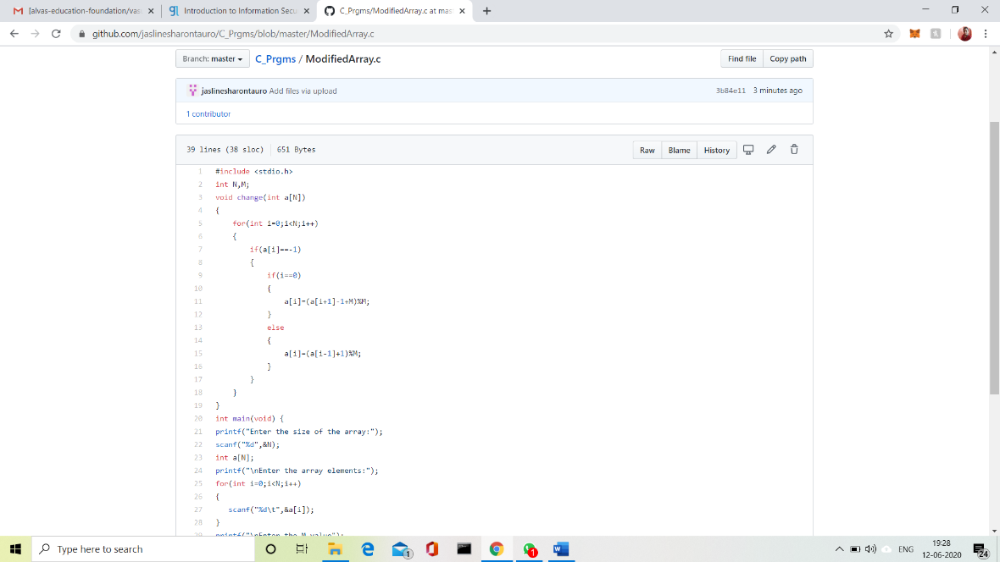 [alvas-education-foundation/vas
Introduction to Information Secu
C_Prgms/ModifiedArray.c at mas
github.com/jaslinesharontauro/C_Prgms/blob/master/ModifiedArray.c
Branch: master
C_Prgms / ModifiedArray.c
Find file
Copy path
jaslinesharontauro Add files via upload
3b84e11 3 minutes ago
1 contributor
39 lines (38 sloc) 651 Bytes
Raw
Blame
History
1 #include <stdio.h>
2 int N,M;
3 void change(int a[N])
4 {
5 for(int i=0;i<N;i++)
6 {
7 if(a[i]==-1)
8 {
9 if(i==0)
10 {
11 a[i]=(a[i+1]-1+M)%M;
12 }
13 else
14 {
15 a[i]=(a[i-1]+1)%M;
16 }
17 }
18 }
19 }
20 int main(void) {
21 printf("Enter the size of the array:");
22 scanf("%d",&N);
23 int a[N];
24 printf("\nEnter the array elements:");
25 for(int i=0;i<N;i++)
26 {
27 scanf("%d\t",&a[i]);
28 }
29 printf("\nEnter the M value");
Type here to search
1
1
ENG
19:28
12-06-2020
24